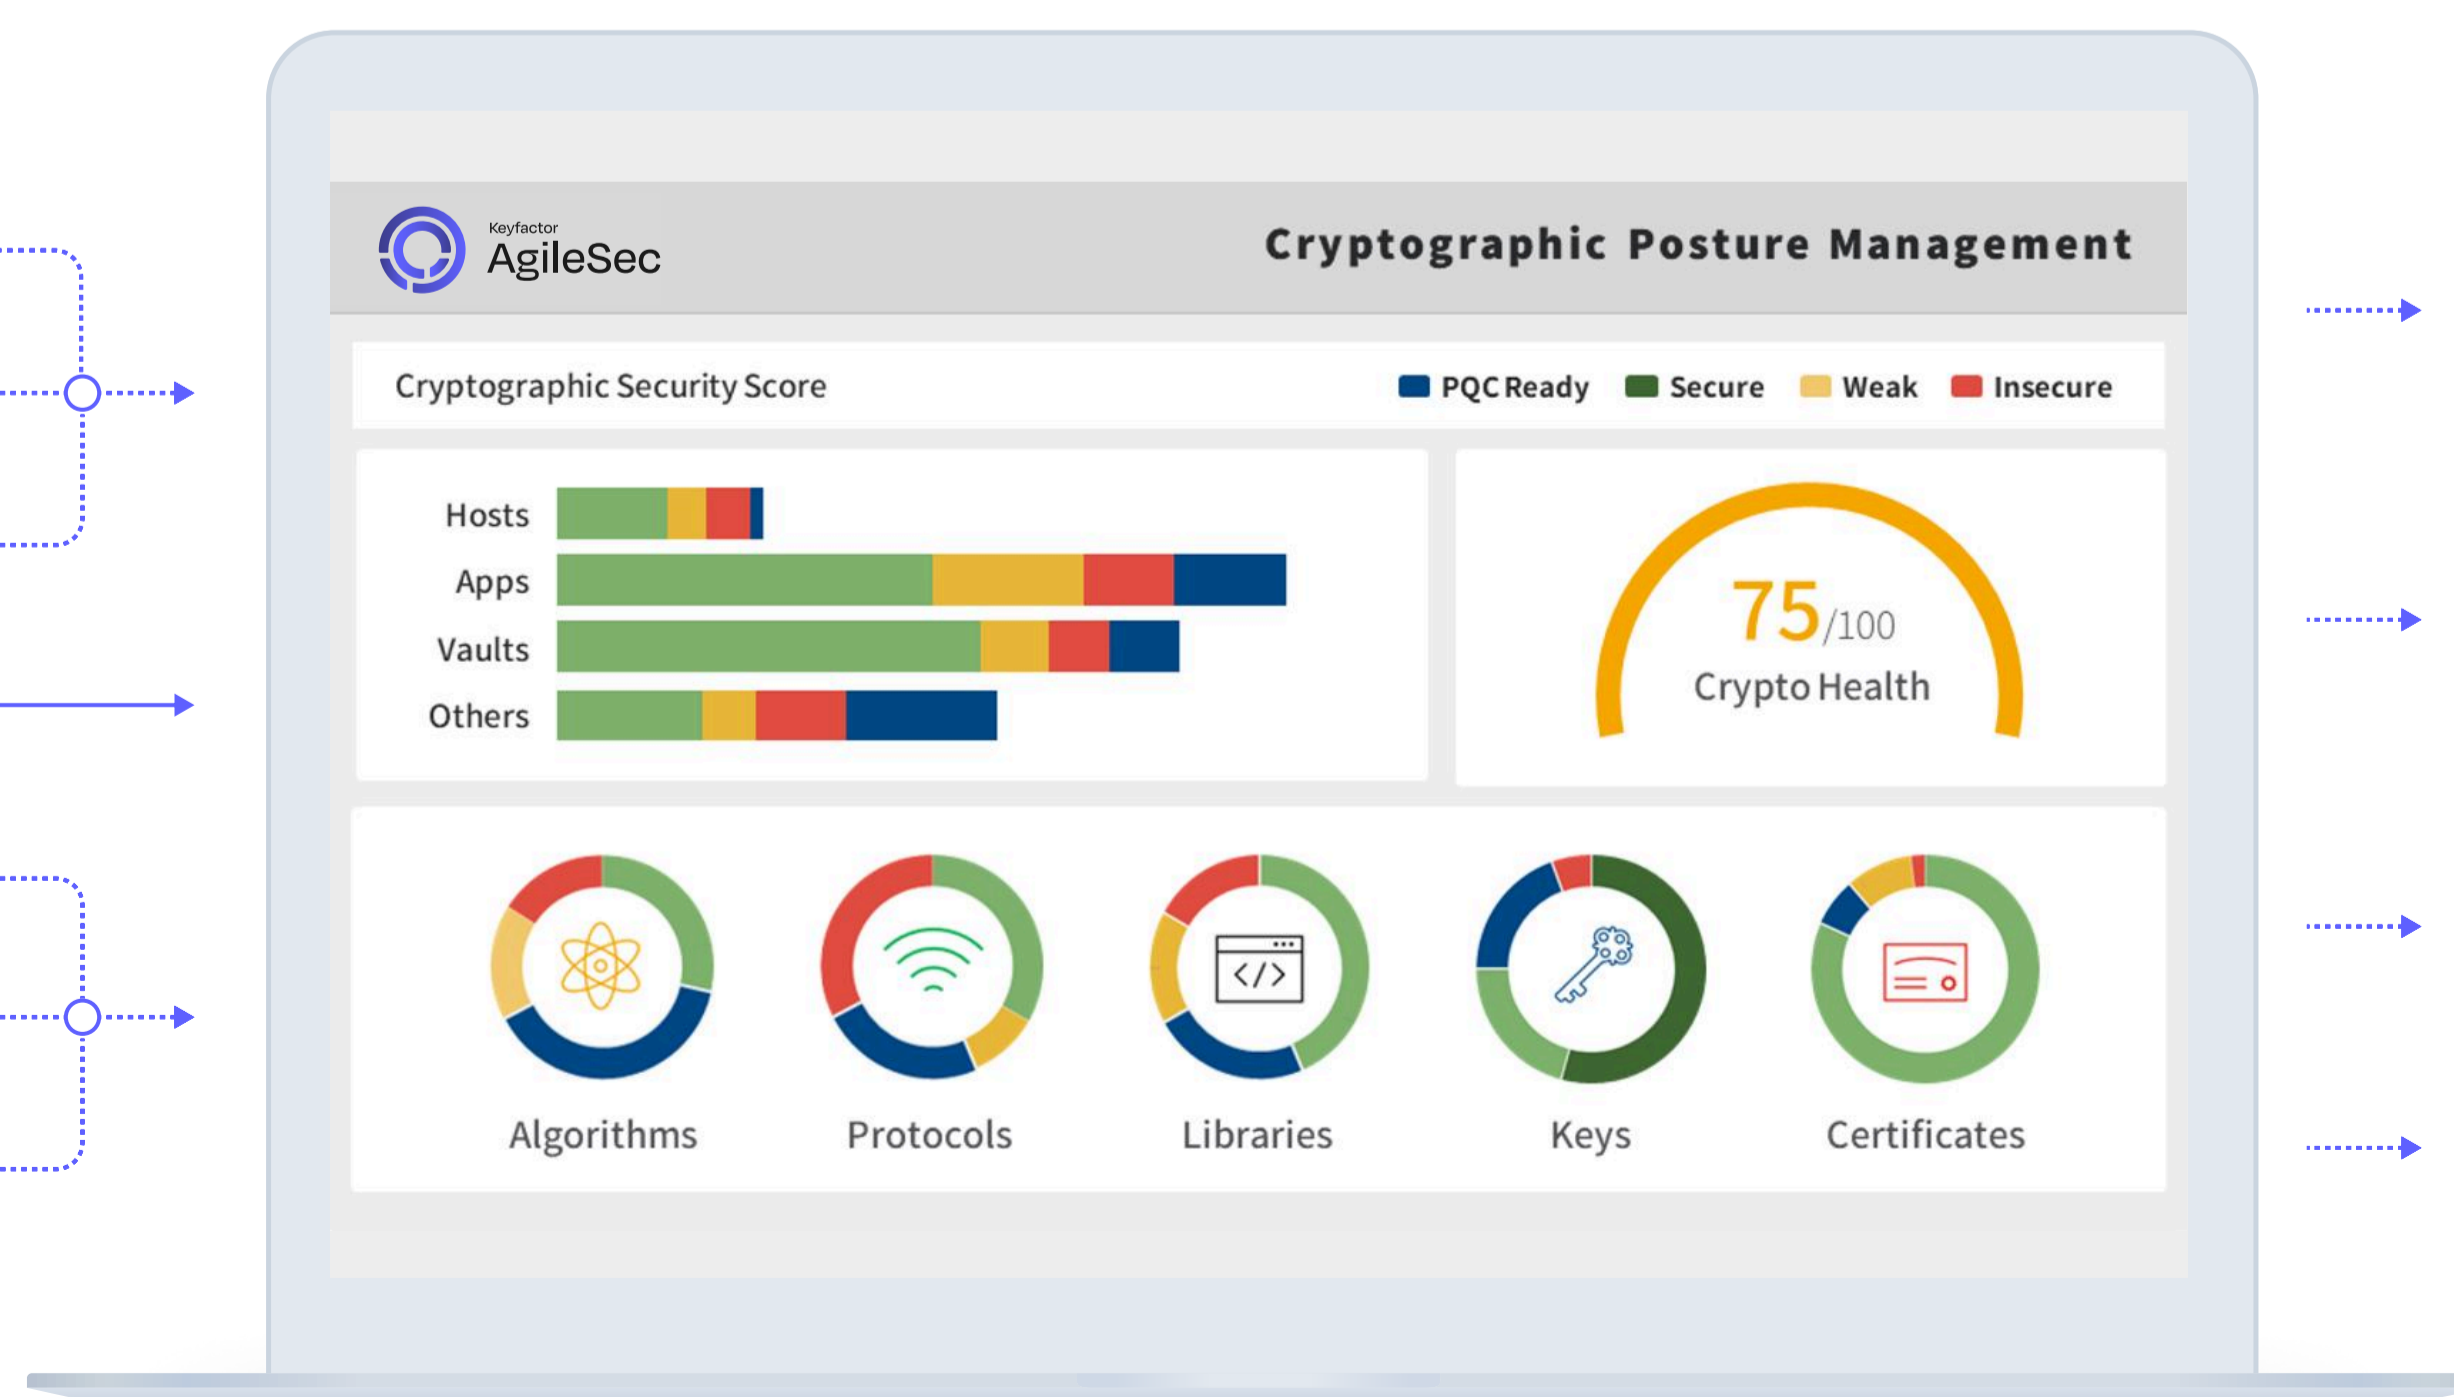 Keyfactor
AgileSec
Cryptographic Posture Management
Cryptographic Security Score
PQC Ready
Secure
Weak
Insecure
Hosts
Apps
Vaults
Others
75/100
Crypto Health
</>
Algorithms
Protocols
Libraries
Keys
Certificates